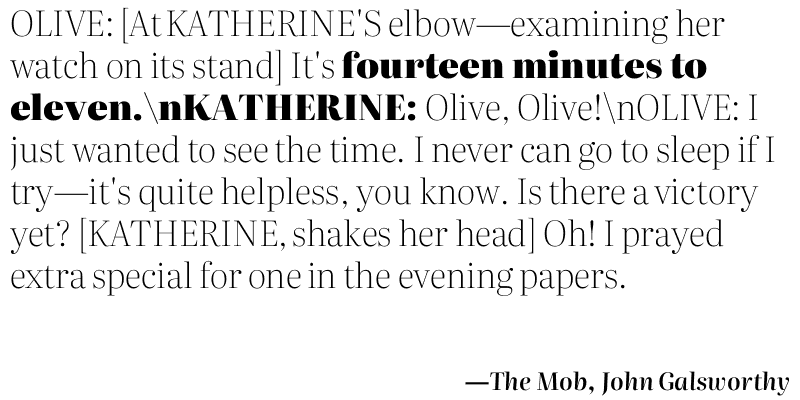 OLIVE: [At KATHERINE'S elbow—examining her
watch on its stand] It's fourteen minutes to
eleven.\nKATHERINE: Olive, Olive!\nOLIVE: I
just wanted to see the time. I never can go to sleep if I
try—it's quite helpless, you know. Is there a victory
yet? [KATHERINE, shakes her head] Oh! I prayed
extra special for one in the evening papers.
—The Mob, John Galsworthy